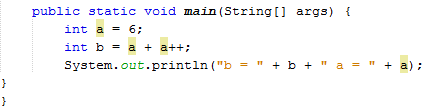 public static void main(String[] args) {
int a = 6;
int b = a + a++;
System.out.println("b = " + b + " a = " + a);
}
}